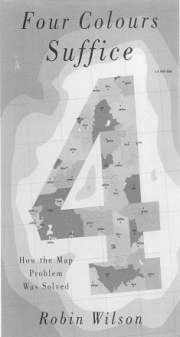 Four Colours
Suffice
How the Map
Problem
Was Solved
Robin Wilson